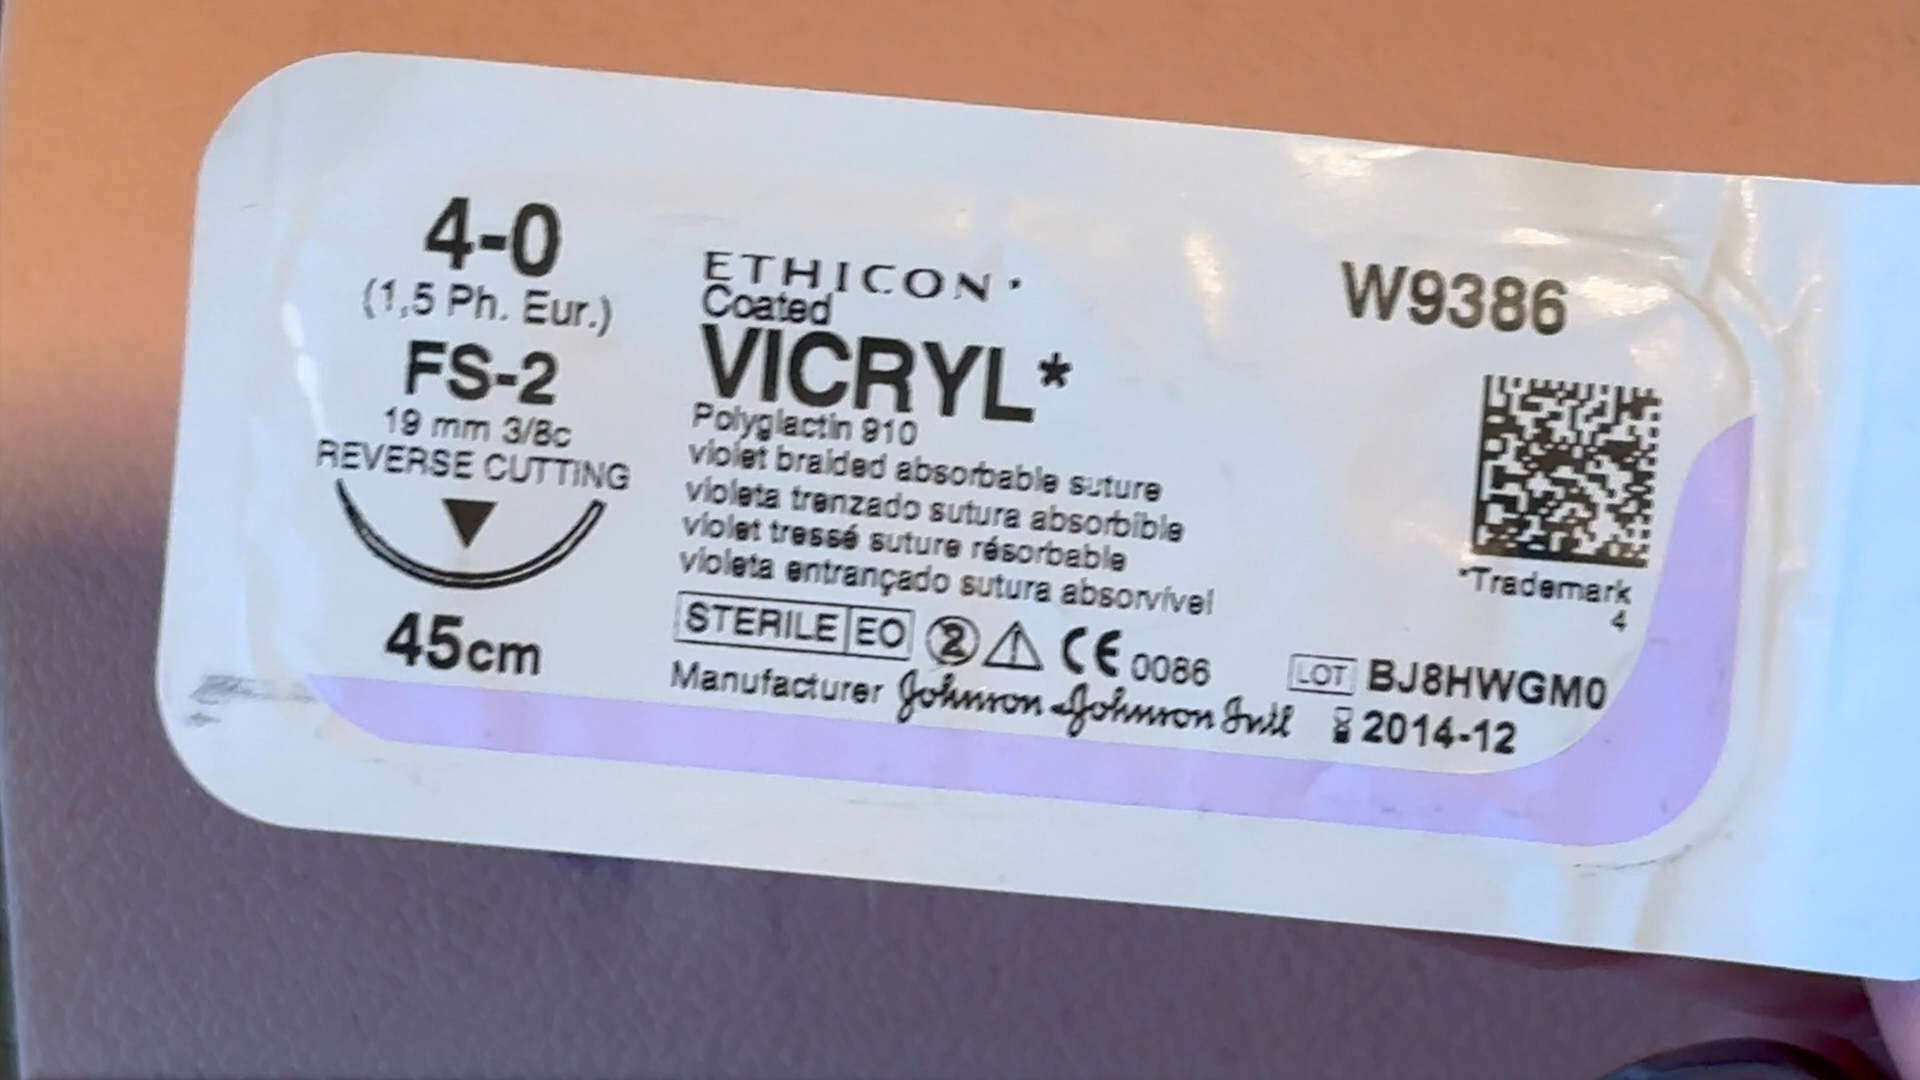 4-0
(1,5 Ph. Eur.)
FS-2
19 mm 3/8c
REVERSE CUTTING
45cm
ETHICON*
Coated
VICRYL*
Polyglactin 910
violet braided absorbable suture
violeta trenzado sutura absorbible
violet tressé suture résorbable
violeta entrançado sutura absorvível
STERILE EO 2 CE 0086
Manufacturer Johnson & Johnson Intl
W9386
*Trademark
4
LOT BJ8HWGM0
2014-12